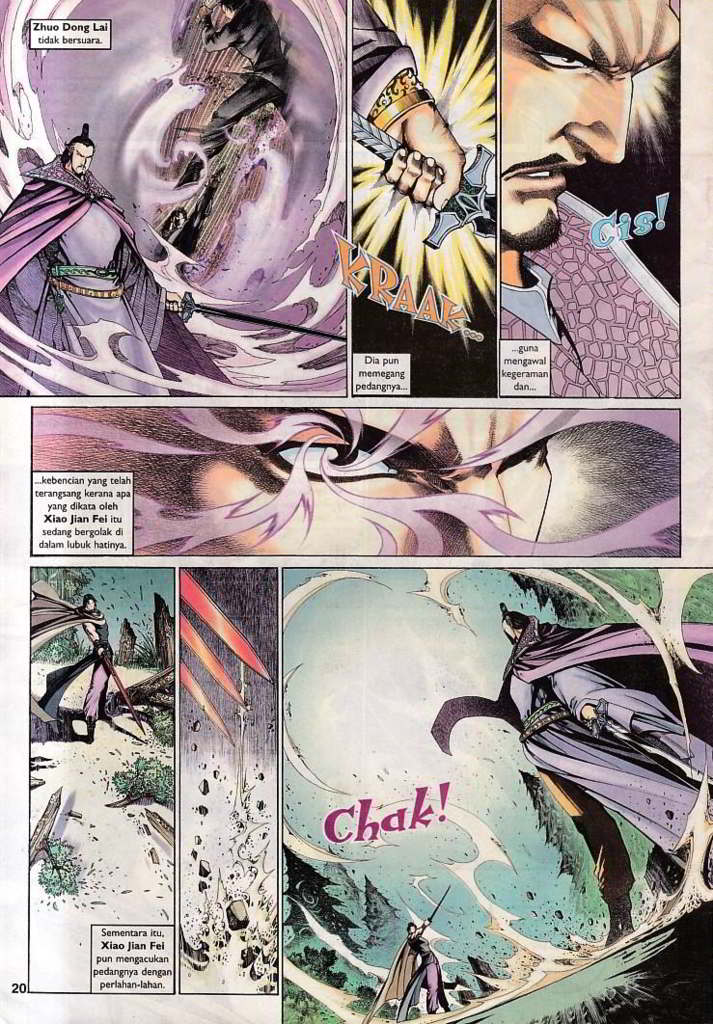 Zhuo Dong Lai
tidak bersuara.
KRAAK...
Dia pun
memegang
pedangnya...
Cis!
...guna
mengawal
kegeraman
dan...
...kebencian yang telah
terangsang kerana apa
yang dikata oleh
Xiao Jian Fei itu
sedang bergolak di
dalam lubuk hatinya.
Sementara itu,
Xiao Jian Fei
pun mengacukan
pedangnya dengan
perlahan-lahan.
Chak!
20